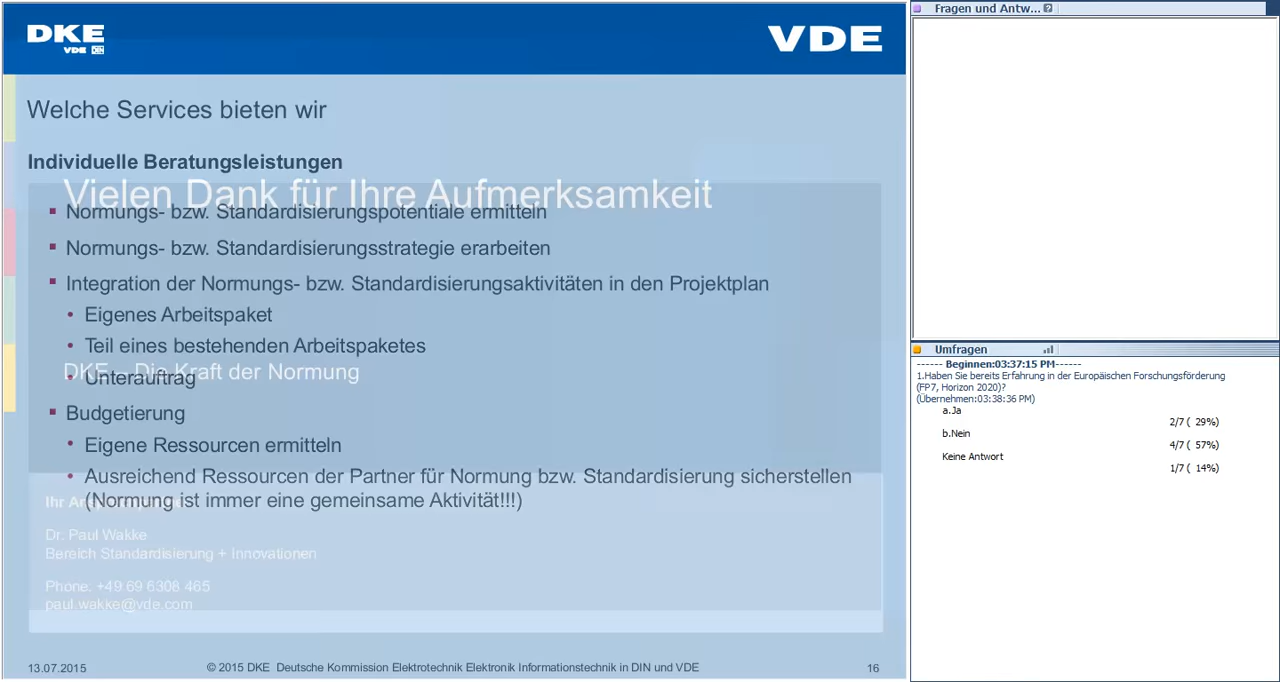 DKE
VDE DIN
VDE
Welche Services bieten wir
Individuelle Beratungsleistungen
Vielen Dank für Ihre Aufmerksamkeit
Normungs- bzw. Standardisierungspotentiale ermitteln
Normungs- bzw. Standardisierungsstrategie erarbeiten
Integration der Normungs- bzw. Standardisierungsaktivitäten in den Projektplan
Eigenes Arbeitspaket
Teil eines bestehenden Arbeitspaketes
DKE – Die Kraft der Normung
Unterauftrag
Budgetierung
Eigene Ressourcen ermitteln
Ausreichend Ressourcen der Partner für Normung bzw. Standardisierung sicherstellen
(Normung ist immer eine gemeinsame Aktivität!!!)
Ihr
Dr. Paul Wakke
Bereich Standardisierung + Innovationen
Phone: +49 69 6308 465
paul.wakke@vde.com
13.07.2015
© 2015 DKE Deutsche Kommission Elektrotechnik Elektronik Informationstechnik in DIN und VDE
16
Fragen und Antw...
Umfragen
------ Beginnen:03:37:15 PM------
1.Haben Sie bereits Erfahrung in der Europäischen Forschungsförderung
(FP7, Horizon 2020)?
(Übernehmen:03:38:36 PM)
a.Ja
2/7 ( 29%)
b.Nein
4/7 ( 57%)
Keine Antwort
1/7 ( 14%)